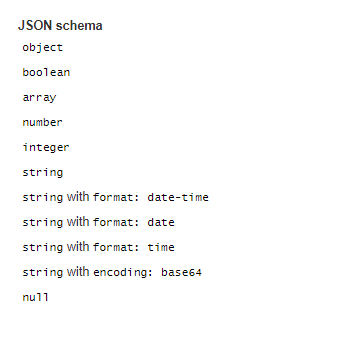 JSON schema
object
boolean
array
number
integer
string
string with format: date-time
string with format: date
string with format: time
string with encoding: base64
null